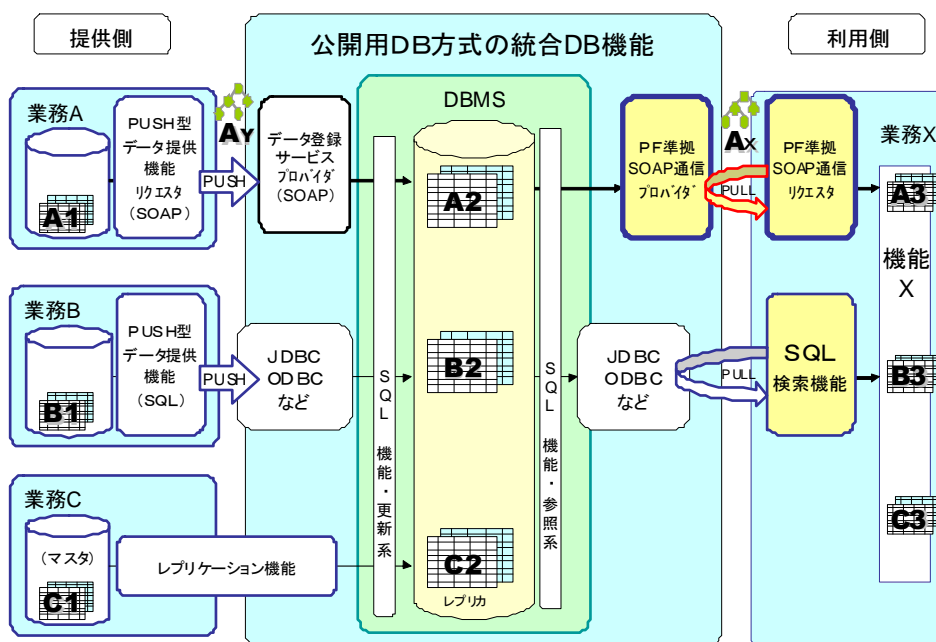 提供側
公開用DB方式の統合DB機能
利用側
業務A
A1
PUSH型
データ提供
機能
リクエスタ
(SOAP)
PUSH
AY
データ登録
サービス
プロバイダ
(SOAP)
DBMS
A2
PF準拠
SOAP通信
プロバイダ
AX
PULL
PF準拠
SOAP通信
リクエスタ
業務X
A3
機能
X
業務B
B1
PUSH型
データ提供
機能
(SQL)
PUSH
JDBC
ODBC
など
SQL機能・更新系
B2
SQL機能・参照系
JDBC
ODBC
など
PULL
SQL
検索機能
B3
業務C
(マスタ)
C1
レプリケーション機能
C2
レプリカ
C3